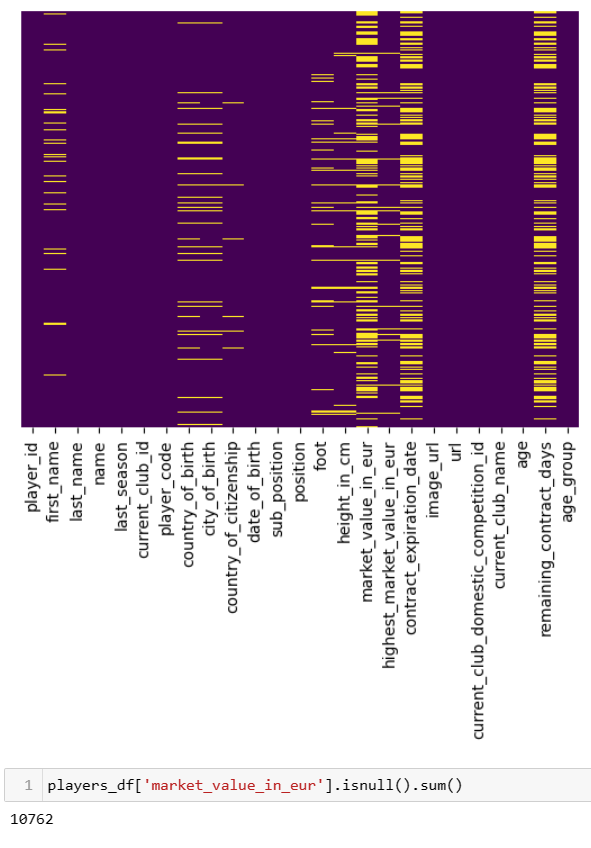 player_id
first_name
last_name
name
last_season
current_club_id
player_code
country_of_birth
city_of_birth
country_of_citizenship
date_of_birth
sub_position
position
foot
height_in_cm
market_value_in_eur
highest_market_value_in_eur
contract_expiration_date
image_url
url
current_club_domestic_competition_id
current_club_name
age
remaining_contract_days
age_group
1 players_df['market_value_in_eur'].isnull().sum()
10762